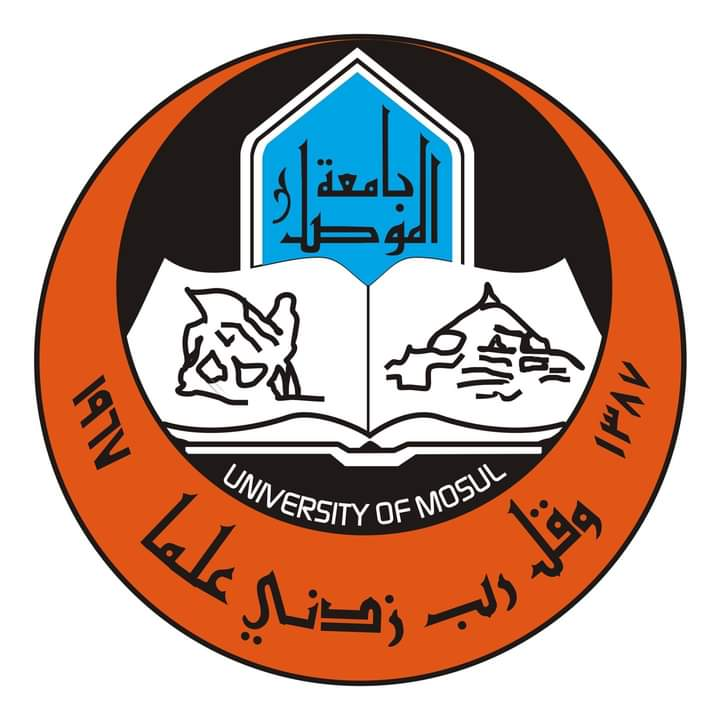 جامعة
الموصل
UNIVERSITY OF MOSUL
١٣٨٧
وقل رب زدني علما
١٩٦٧